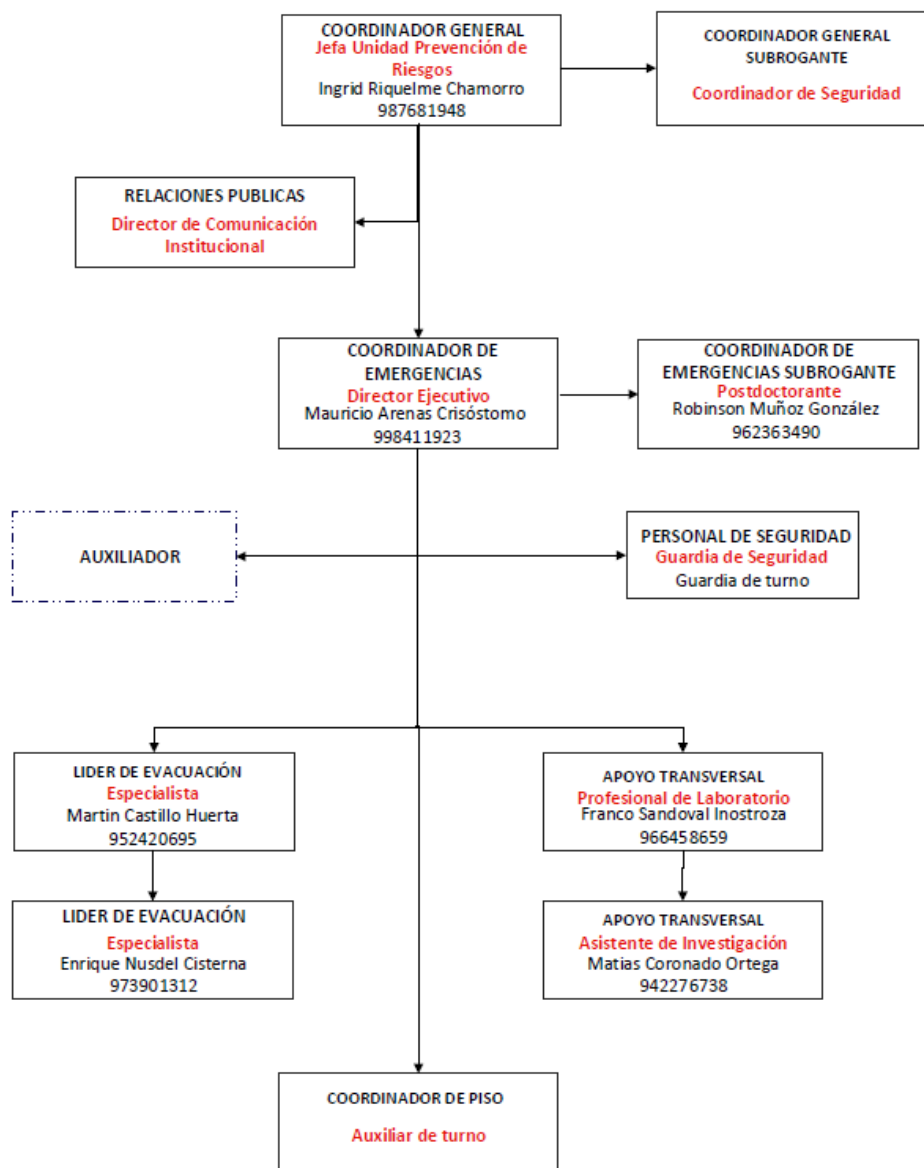 COORDINADOR GENERAL
Jefa Unidad Prevención de
Riesgos
Ingrid Riquelme Chamorro
987681948
COORDINADOR GENERAL
SUBROGANTE
Coordinador de Seguridad
RELACIONES PUBLICAS
Director de Comunicación
Institucional
COORDINADOR DE
EMERGENCIAS
Director Ejecutivo
Mauricio Arenas Crisóstomo
998411923
COORDINADOR DE
EMERGENCIAS SUBROGANTE
Postdoctorante
Robinson Muñoz González
962363490
AUXILIADOR
PERSONAL DE SEGURIDAD
Guardia de Seguridad
Guardia de turno
LIDER DE EVACUACIÓN
Especialista
Martin Castillo Huerta
952420695
APOYO TRANSVERSAL
Profesional de Laboratorio
Franco Sandoval Inostroza
966458659
LIDER DE EVACUACIÓN
Especialista
Enrique Nusdel Cisterna
973901312
APOYO TRANSVERSAL
Asistente de Investigación
Matias Coronado Ortega
942276738
COORDINADOR DE PISO
Auxiliar de turno